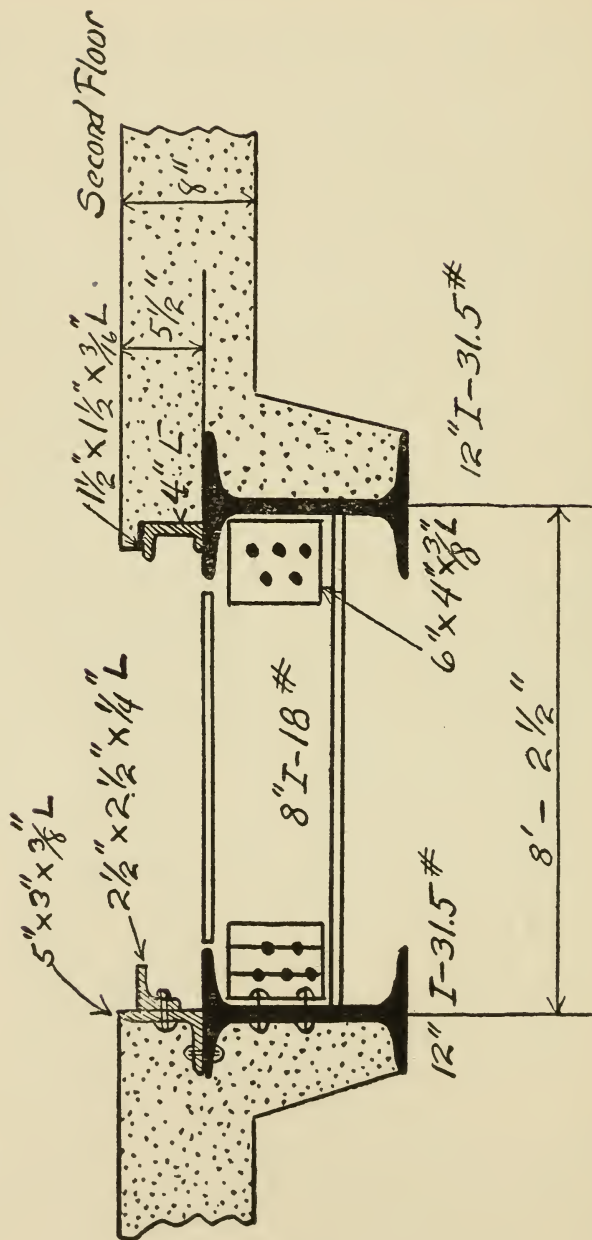 Second Floor
1½" x 1½" x 3/16" L
8"
5½"
4" L
5" x 3" x 3/8" L
2½" x 2½" x ¼" L
8" I-18 #
6" x 4" x 3/8" L
12" I-31.5 #
12" I-31.5 #
8' - 2½"